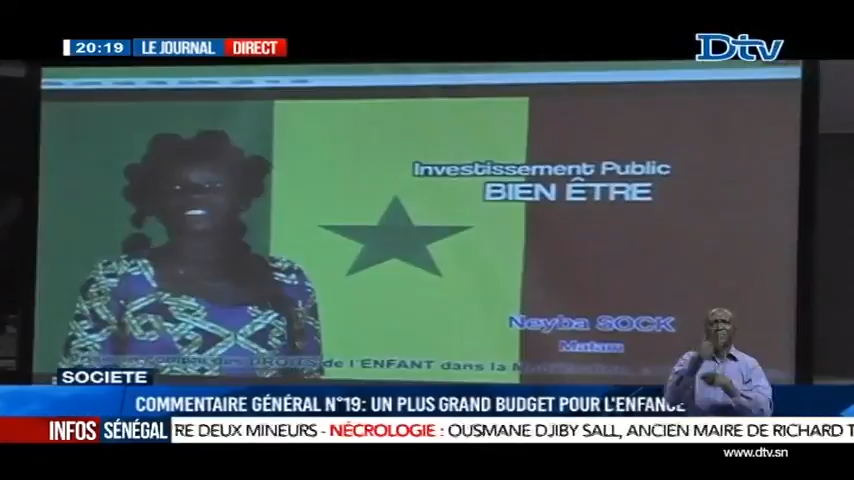 20:19 LE JOURNAL DIRECT
Dtv
Investissement Public
BIEN ÊTRE
Neyba SOCK
Matam
des DROITS de l'ENFANT dans la
SOCIETE
COMMENTAIRE GÉNÉRAL N°19: UN PLUS GRAND BUDGET POUR L'ENFANCE
INFOS SÉNÉGAL RE DEUX MINEURS - NÉCROLOGIE : OUSMANE DJIBY SALL, ANCIEN MAIRE DE RICHARD T
www.dtv.sn